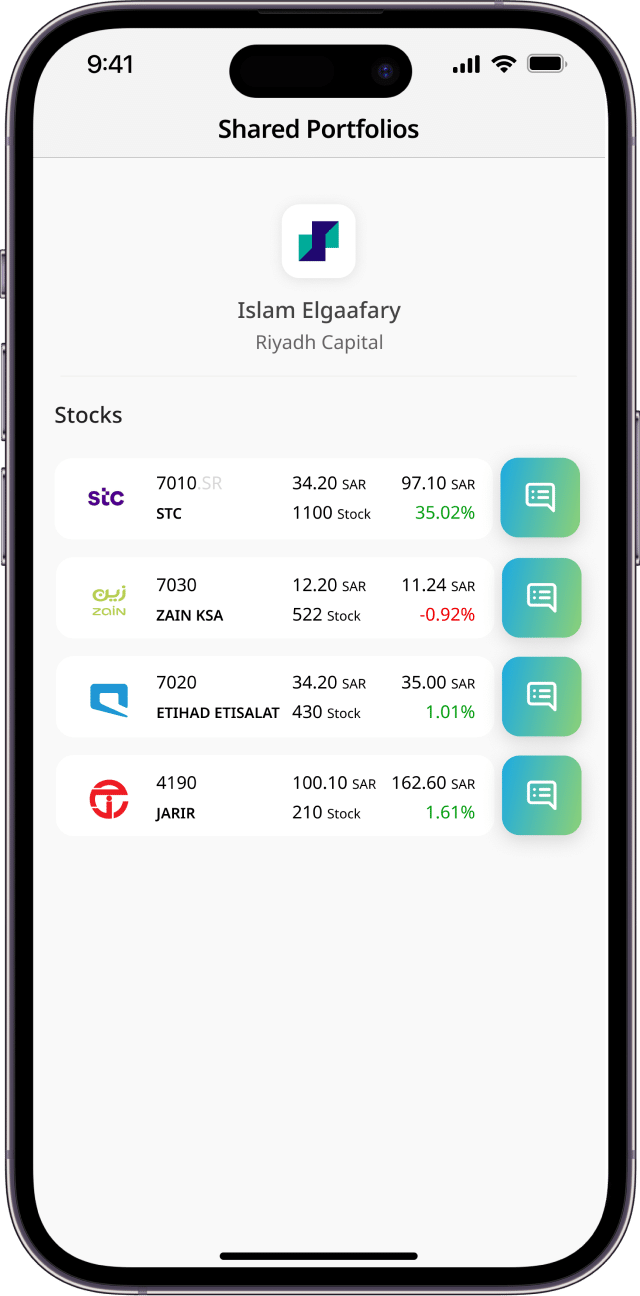 9:41
Shared Portfolios
Islam Elgaafary
Riyadh Capital
Stocks
stc 7010.SR 34.20 SAR 97.10 SAR
STC 1100 Stock 35.02%
زين 7030 12.20 SAR 11.24 SAR
zain ZAIN KSA 522 Stock -0.92%
7020 34.20 SAR 35.00 SAR
ETIHAD ETISALAT 430 Stock 1.01%
4190 100.10 SAR 162.60 SAR
JARIR 210 Stock 1.61%